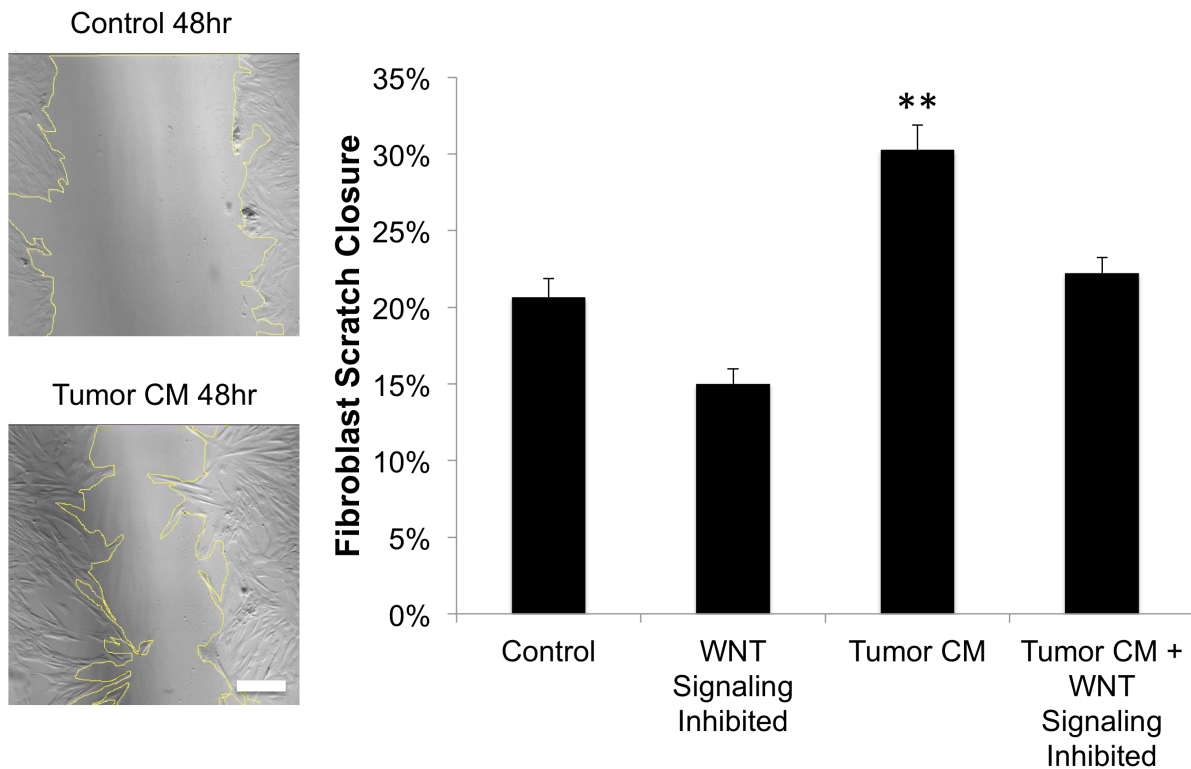 Control 48hr
Tumor CM 48hr
Fibroblast Scratch Closure
35%
30%
25%
20%
15%
10%
5%
0%
**
Control
WNT
Signaling
Inhibited
Tumor CM
Tumor CM +
WNT
Signaling
Inhibited